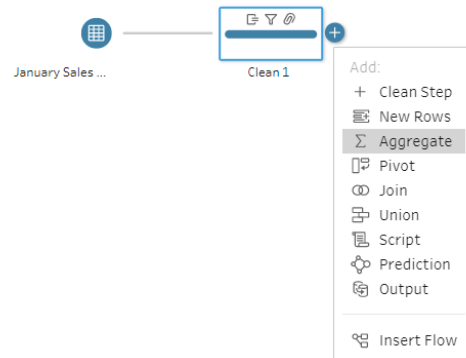 January Sales ...
Clean 1
Add:
Clean Step
New Rows
Aggregate
Pivot
Join
Union
Script
Prediction
Output
Insert Flow